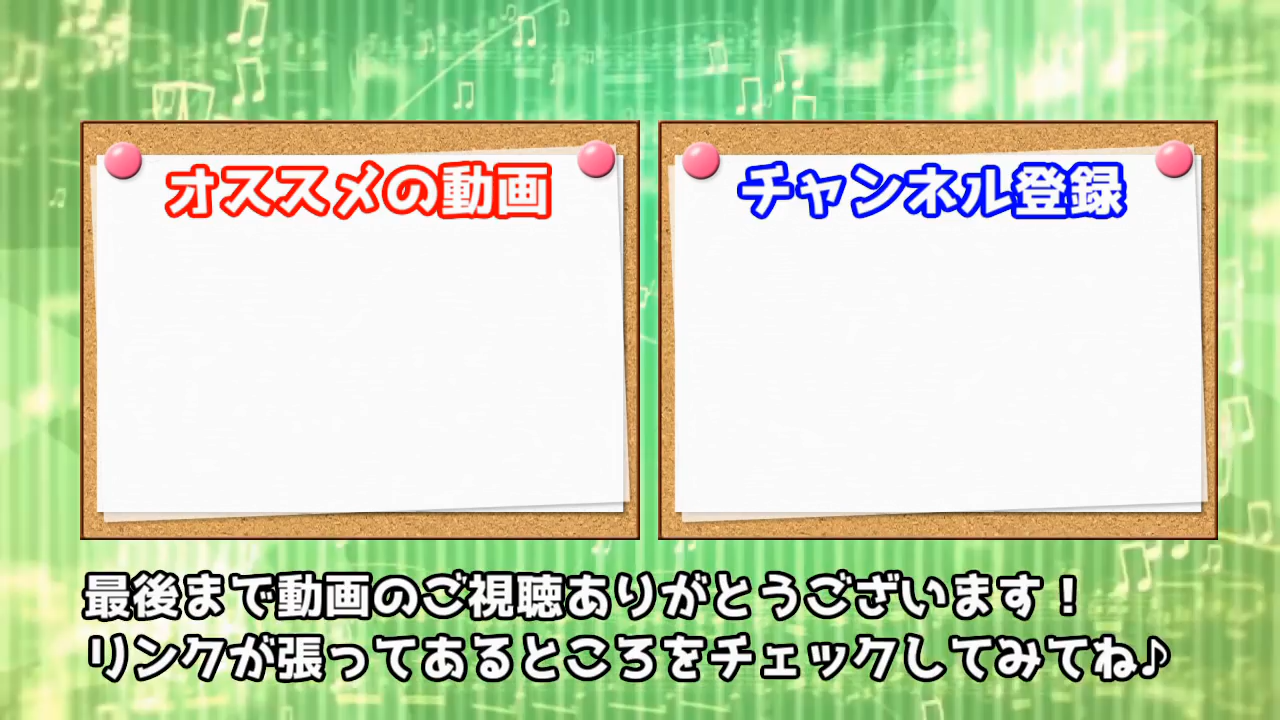 オススメの動画
チャンネル登録
最後まで動画のご視聴ありがとうございます！
リンクが張ってあるところをチェックしてみてね♪